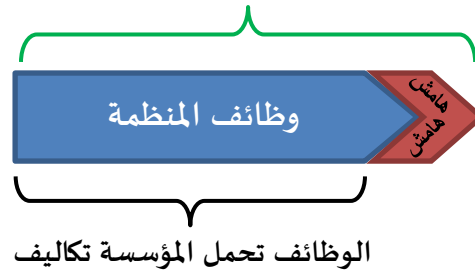 وظائف المنظمة
هامش
هامش
الوظائف تحمل المؤسسة تكاليف